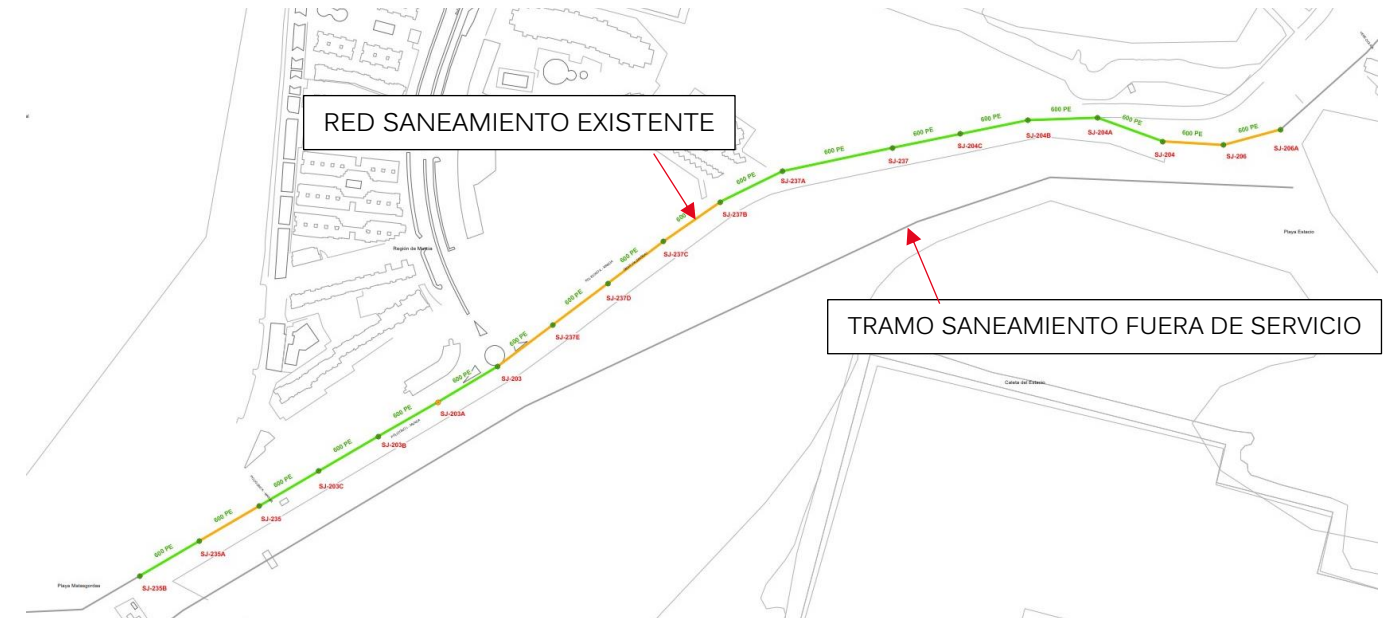 RED SANEAMIENTO EXISTENTE
600 PE
600 PE
600 PE
600 PE
600 PE
600 PE
600 PE
SJ-204A
SJ-204B
SJ-204C
SJ-237
SJ-204
SJ-206
SJ-206A
600 PE
SJ-237A
SJ-237B
600
Playa Estacio
Región de Murcia
SJ-237C
600 PE
SJ-237D
600 PE
SJ-237E
TRAMO SANEAMIENTO FUERA DE SERVICIO
600 PE
SJ-203
600 PE
SJ-203A
Caleta del Estacio
600 PE
SJ-203B
600 PE
SJ-203C
600 PE
SJ-235
600 PE
SJ-235A
600 PE
SJ-235B
Playa Matasgordas